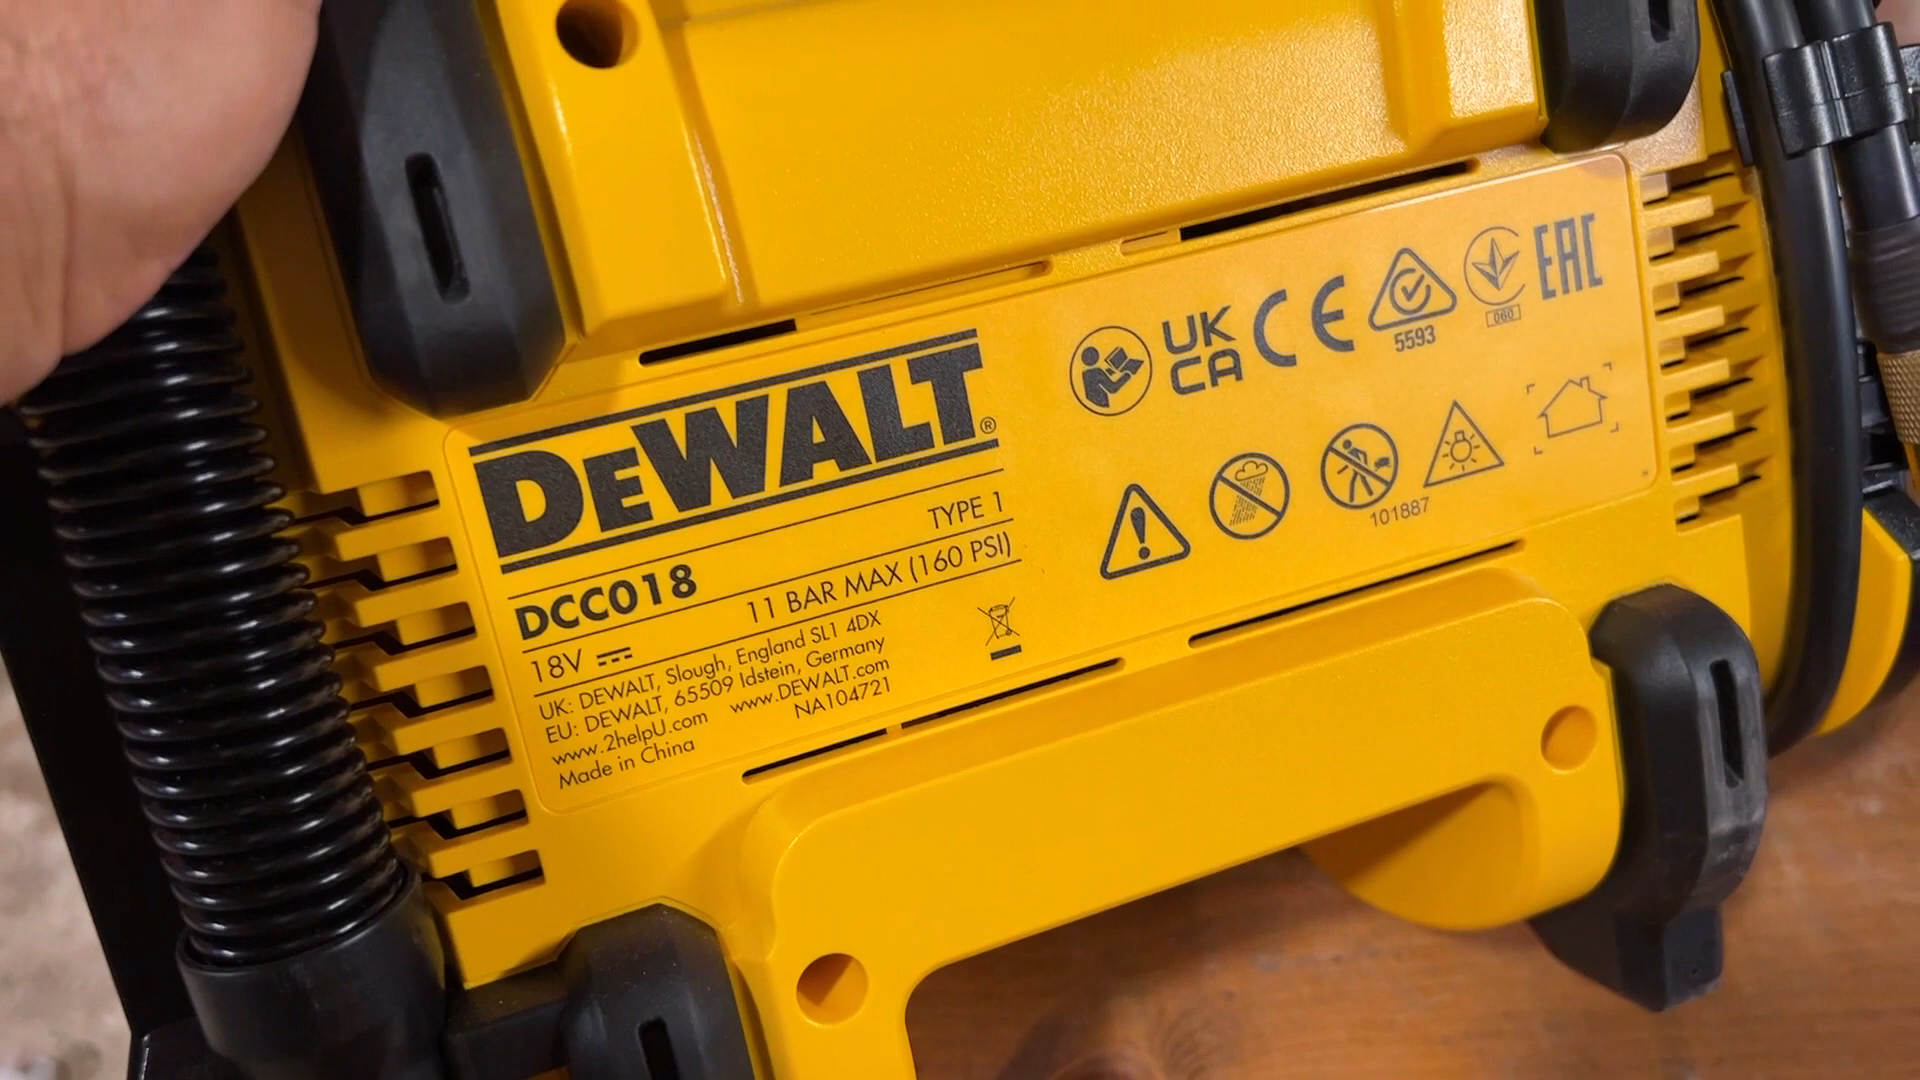 DEWALT®
TYPE 1
DCC018
11 BAR MAX (160 PSI)
18V
UK: DEWALT, Slough, England SL1 4DX
EU: DEWALT, 65509 Idstein, Germany
www.2helpU.com www.DEWALT.com
Made in China NA104721
UK
CA CE
5593
060
EAC
101887